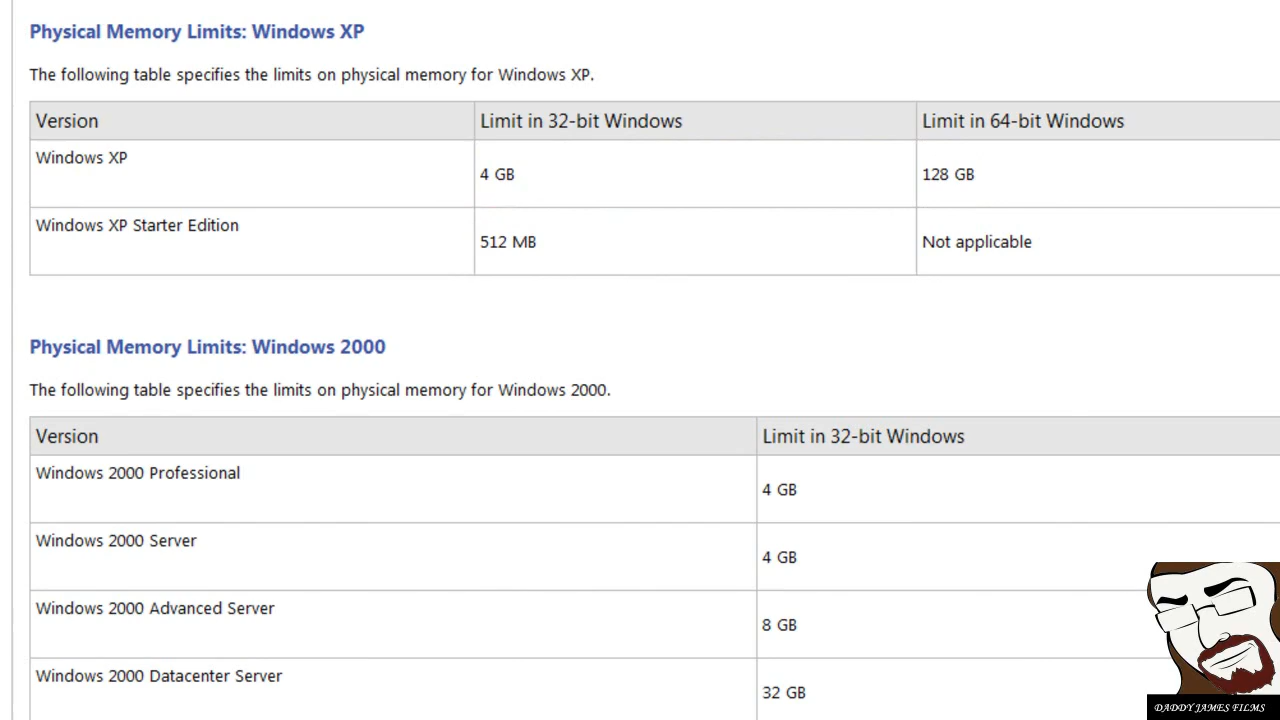 Physical Memory Limits: Windows XP
The following table specifies the limits on physical memory for Windows XP.
Version Limit in 32-bit Windows Limit in 64-bit Windows
Windows XP 4 GB 128 GB
Windows XP Starter Edition 512 MB Not applicable
Physical Memory Limits: Windows 2000
The following table specifies the limits on physical memory for Windows 2000.
Version Limit in 32-bit Windows
Windows 2000 Professional 4 GB
Windows 2000 Server 4 GB
Windows 2000 Advanced Server 8 GB
Windows 2000 Datacenter Server 32 GB
DADDY JAMES FILMS